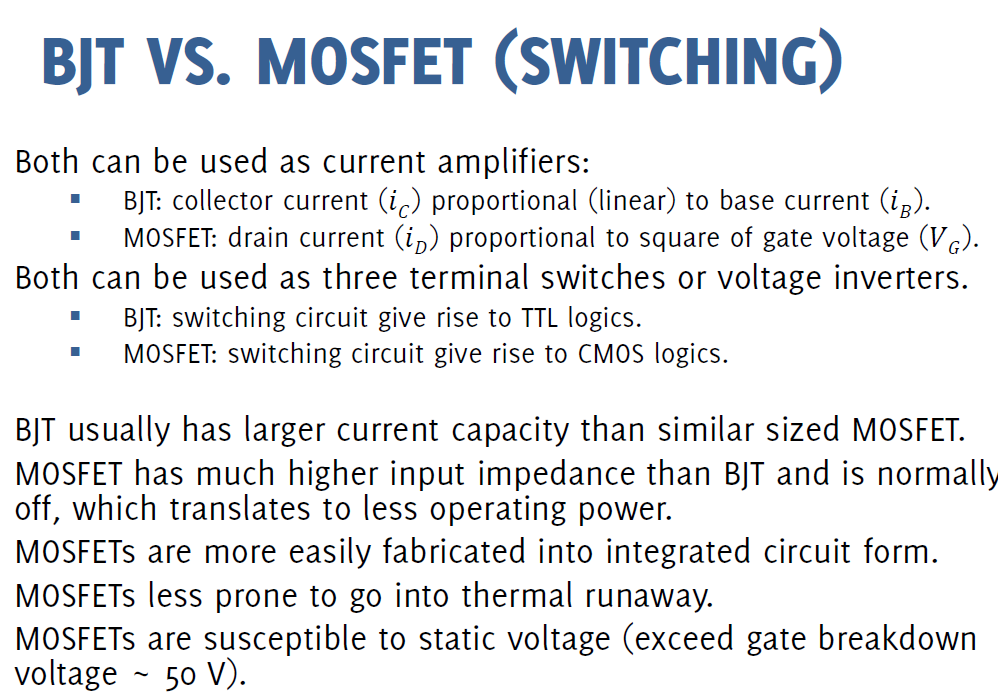 BJT VS. MOSFET (SWITCHING)
Both can be used as current amplifiers:
▪ BJT: collector current (i_C) proportional (linear) to base current (i_B).
▪ MOSFET: drain current (i_D) proportional to square of gate voltage (V_G).
Both can be used as three terminal switches or voltage inverters.
▪ BJT: switching circuit give rise to TTL logics.
▪ MOSFET: switching circuit give rise to CMOS logics.
BJT usually has larger current capacity than similar sized MOSFET.
MOSFET has much higher input impedance than BJT and is normally
off, which translates to less operating power.
MOSFETs are more easily fabricated into integrated circuit form.
MOSFETs less prone to go into thermal runaway.
MOSFETs are susceptible to static voltage (exceed gate breakdown
voltage ~ 50 V).